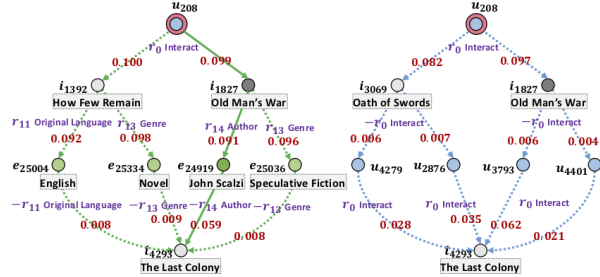 u208 u208
r0 Interact r0 Interact
0.100 0.099 0.082 0.097
i1392 i1827 i3069 i1827
How Few Remain Old Man's War Oath of Swords Old Man's War
r11 Original Language r13 Genre r14 Author r13 Genre −r0 Interact −r0 Interact
0.092 0.098 0.091 0.096 0.006 0.007 0.006 0.004
e25004 e25334 e24919 e25036 u4279 u2876 u3793 u4401
English Novel John Scalzi Speculative Fiction
−r11 Original Language −r13 Genre −r14 Author −r13 Genre r0 Interact r0 Interact r0 Interact
0.008 0.009 0.059 0.008 0.028 0.035 0.062 0.021
i4293 i4293
The Last Colony The Last Colony